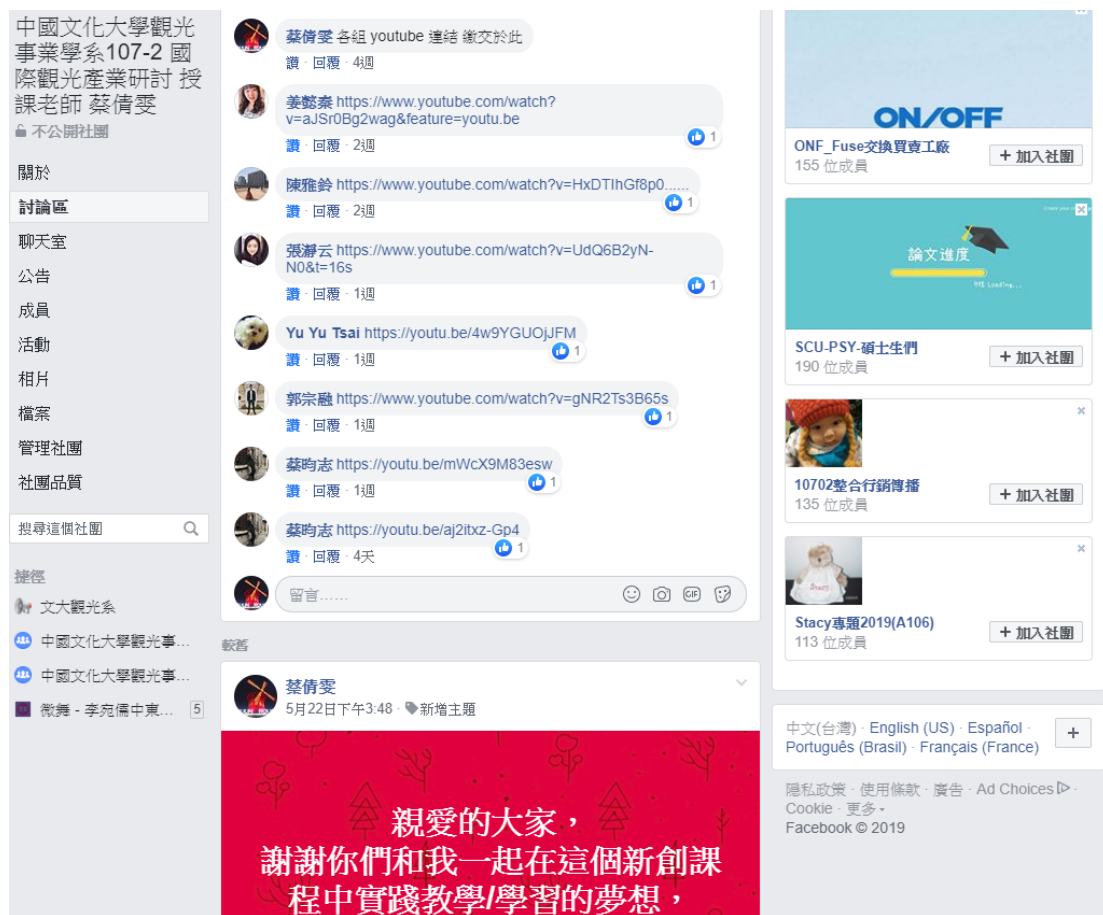 中國文化大學觀光
事業學系107-2 國
際觀光產業研討 授
課老師 蔡倩雯
不公開社團
關於
討論區
聊天室
公告
成員
活動
相片
檔案
管理社團
社團品質
搜尋這個社團
捷徑
文大觀光系
中國文化大學觀光事...
中國文化大學觀光事...
微舞 - 李宛儒中東... 5
蔡倩雯 各組 youtube 連結 繳交於此
讚 · 回覆 · 4週
姜懿紊 https://www.youtube.com/watch?
v=aJSr0Bg2wag&feature=youtu.be
1
讚 · 回覆 · 2週
陳雅鈴 https://www.youtube.com/watch?v=HxDTIhGf8p0......
1
讚 · 回覆 · 2週
張瀞云 https://www.youtube.com/watch?v=UdQ6B2yN-
N0&t=16s
1
讚 · 回覆 · 1週
Yu Yu Tsai https://youtu.be/4w9YGUOjJFM
1
讚 · 回覆 · 1週
郭宗融 https://www.youtube.com/watch?v=gNR2Ts3B65s
1
讚 · 回覆 · 1週
蔡昀志 https://youtu.be/mWcX9M83esw
1
讚 · 回覆 · 1週
蔡昀志 https://youtu.be/aj2itxz-Gp4
1
讚 · 回覆 · 4天
留言......
GIF
較舊
蔡倩雯
5月22日下午3:48 · 新增主題
親愛的大家，
謝謝你們和我一起在這個新創課
程中實踐教學/學習的夢想，
ON/OFF
ONF_Fuse交換買賣工廠
155 位成員
+ 加入社團
論文進度
Loading...
SCU-PSY-碩士生們
190 位成員
+ 加入社團
10702整合行銷傳播
135 位成員
+ 加入社團
Stacy專題2019(A106)
113 位成員
+ 加入社團
中文(台灣) · English (US) · Español ·
Português (Brasil) · Français (France)
+
隱私政策 · 使用條款 · 廣告 · Ad Choices ·
Cookie · 更多
Facebook © 2019